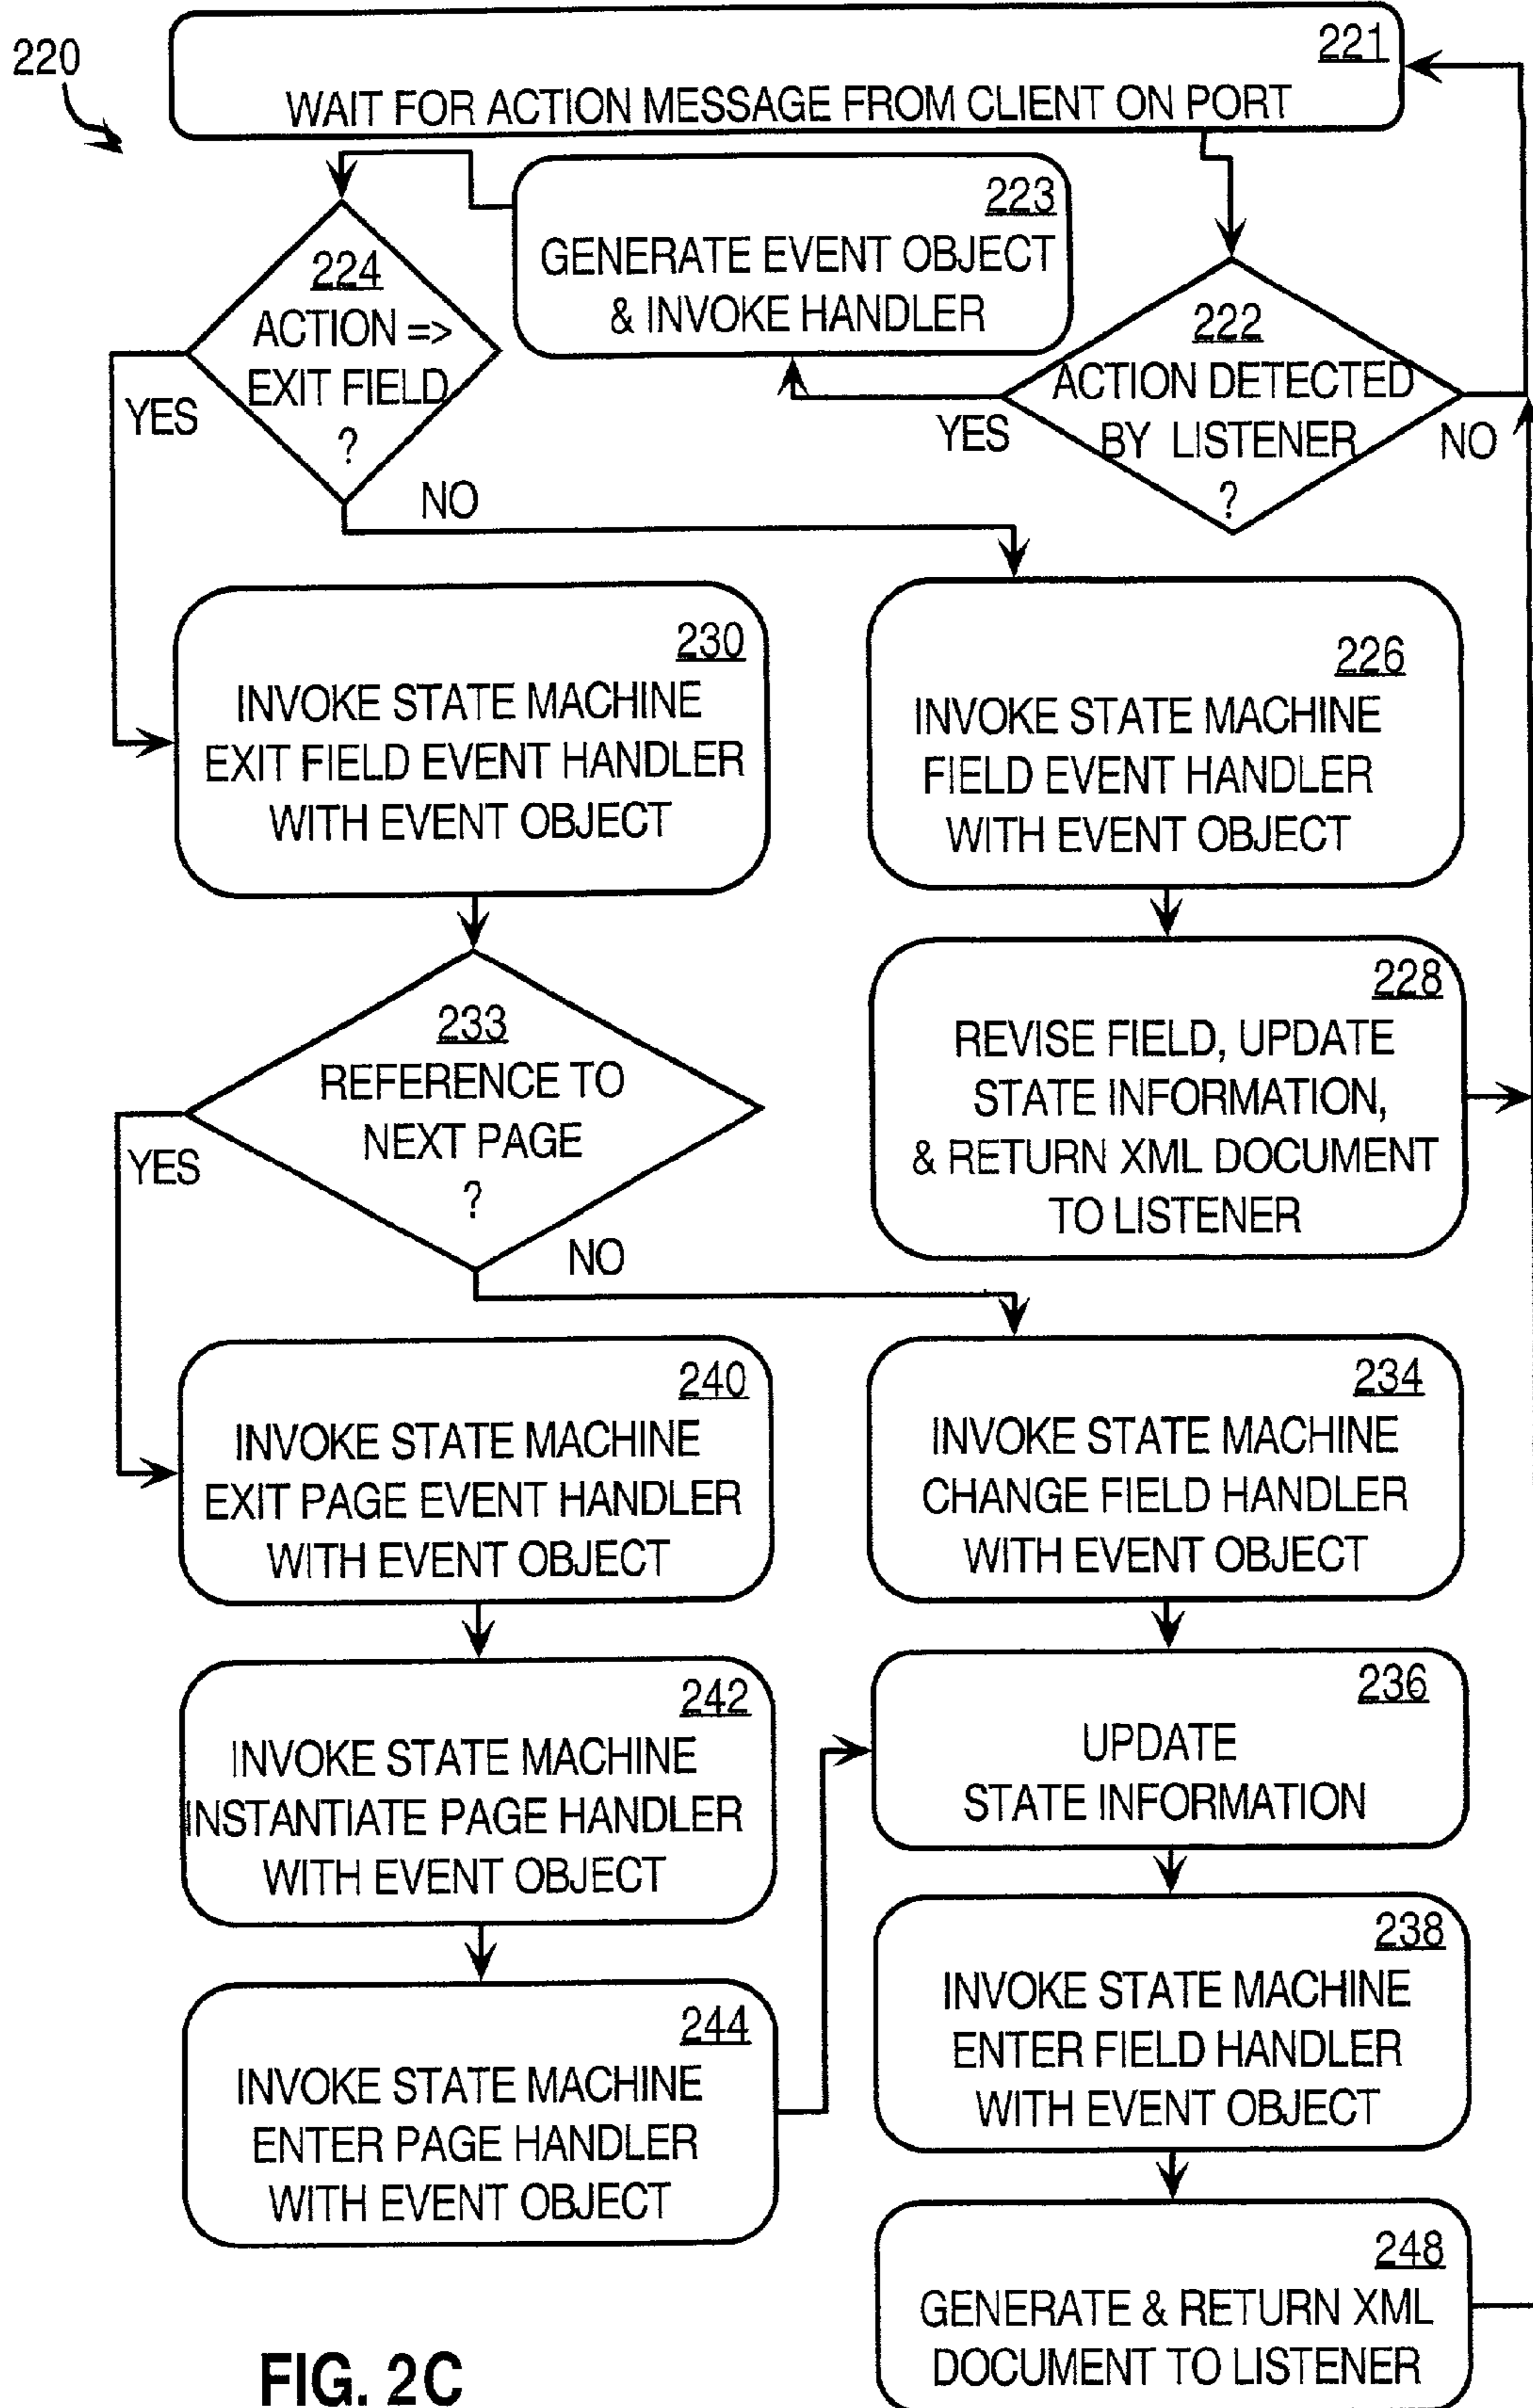 220
221
WAIT FOR ACTION MESSAGE FROM CLIENT ON PORT
223
GENERATE EVENT OBJECT
& INVOKE HANDLER
224
ACTION =>
EXIT FIELD
?
YES
NO
222
ACTION DETECTED
BY LISTENER
?
YES
NO
230
INVOKE STATE MACHINE
EXIT FIELD EVENT HANDLER
WITH EVENT OBJECT
226
INVOKE STATE MACHINE
FIELD EVENT HANDLER
WITH EVENT OBJECT
228
REVISE FIELD, UPDATE
STATE INFORMATION,
& RETURN XML DOCUMENT
TO LISTENER
233
REFERENCE TO
NEXT PAGE
?
YES
NO
240
INVOKE STATE MACHINE
EXIT PAGE EVENT HANDLER
WITH EVENT OBJECT
234
INVOKE STATE MACHINE
CHANGE FIELD HANDLER
WITH EVENT OBJECT
242
INVOKE STATE MACHINE
INSTANTIATE PAGE HANDLER
WITH EVENT OBJECT
236
UPDATE
STATE INFORMATION
244
INVOKE STATE MACHINE
ENTER PAGE HANDLER
WITH EVENT OBJECT
238
INVOKE STATE MACHINE
ENTER FIELD HANDLER
WITH EVENT OBJECT
248
GENERATE & RETURN XML
DOCUMENT TO LISTENER
FIG. 2C